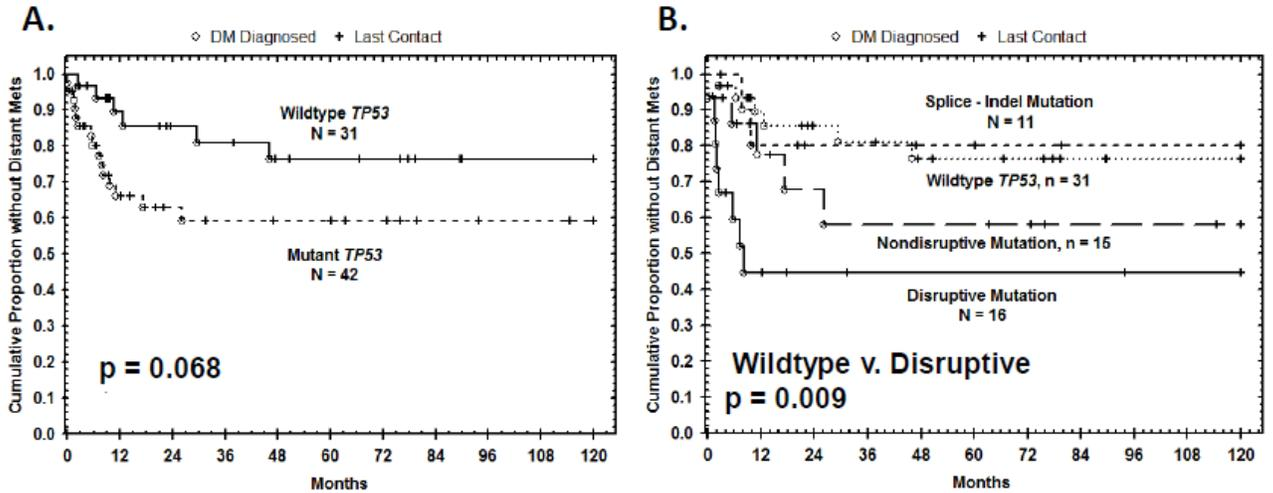 A.
DM Diagnosed + Last Contact
Cumulative Proportion without Distant Mets
1.0
0.9
0.8
0.7
0.6
0.5
0.4
0.3
0.2
0.1
0.0
Wildtype TP53
N = 31
Mutant TP53
N = 42
p = 0.068
0 12 24 36 48 60 72 84 96 108 120
Months
B.
DM Diagnosed + Last Contact
Cumulative Proportion without Distant Mets
1.0
0.9
0.8
0.7
0.6
0.5
0.4
0.3
0.2
0.1
0.0
Splice - Indel Mutation
N = 11
Wildtype TP53, n = 31
Nondisruptive Mutation, n = 15
Disruptive Mutation
N = 16
Wildtype v. Disruptive
p = 0.009
0 12 24 36 48 60 72 84 96 108 120
Months